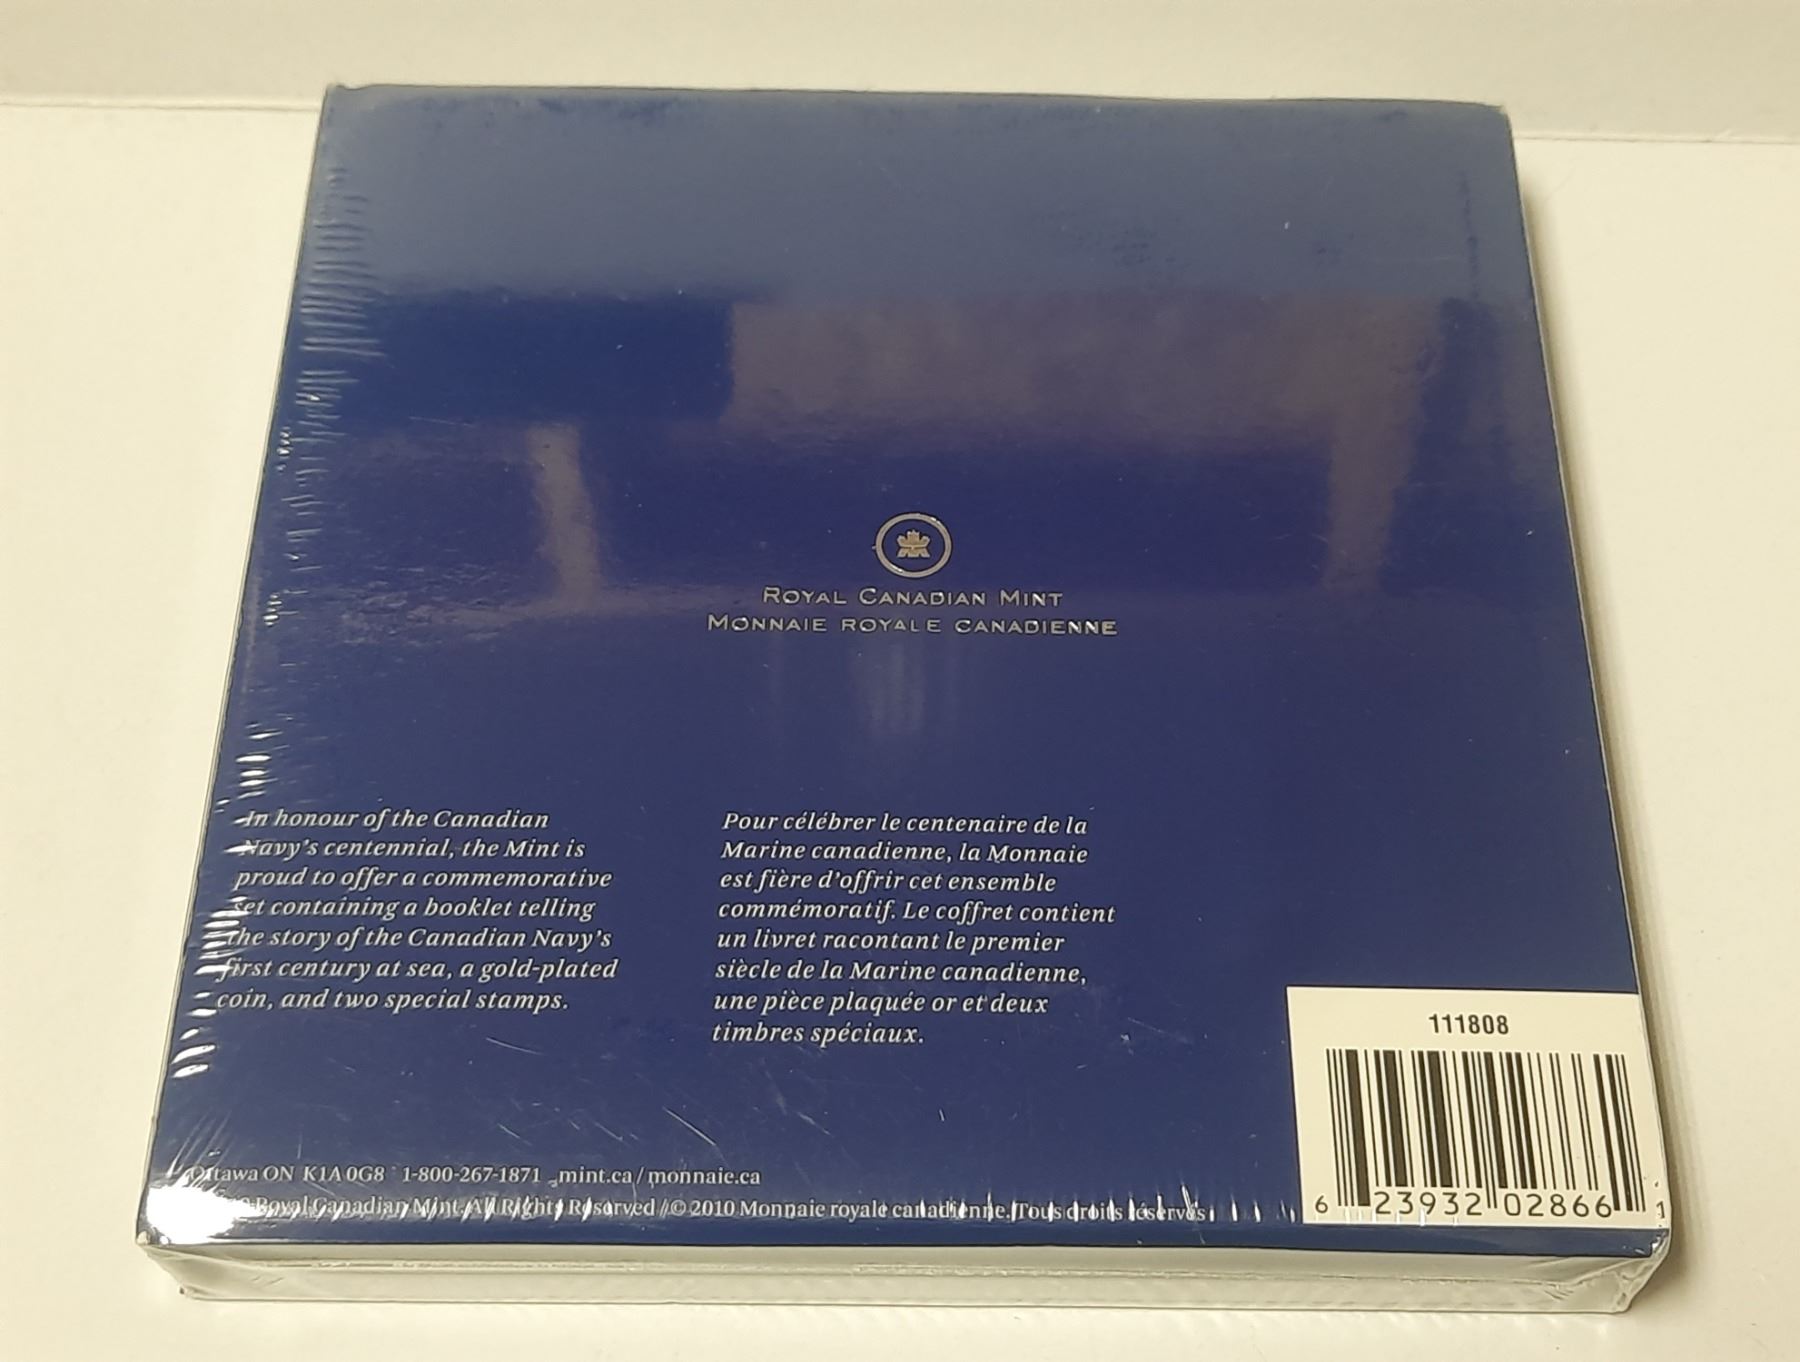 ROYAL CANADIAN MINT
MONNAIE ROYALE CANADIENNE
In honour of the Canadian
Navy's centennial, the Mint is
proud to offer a commemorative
set containing a booklet telling
the story of the Canadian Navy's
first century at sea, a gold-plated
coin, and two special stamps.
Pour célébrer le centenaire de la
Marine canadienne, la Monnaie
est fière d'offrir cet ensemble
commémoratif. Le coffret contient
un livret racontant le premier
siècle de la Marine canadienne,
une pièce plaquée or et deux
timbres spéciaux.
Ottawa ON K1A 0G8 1-800-267-1871 mint.ca / monnaie.ca
Royal Canadian Mint. All Rights Reserved / © 2010 Monnaie royale canadienne. Tous droits réservés.
111808
6 23932 02866 1